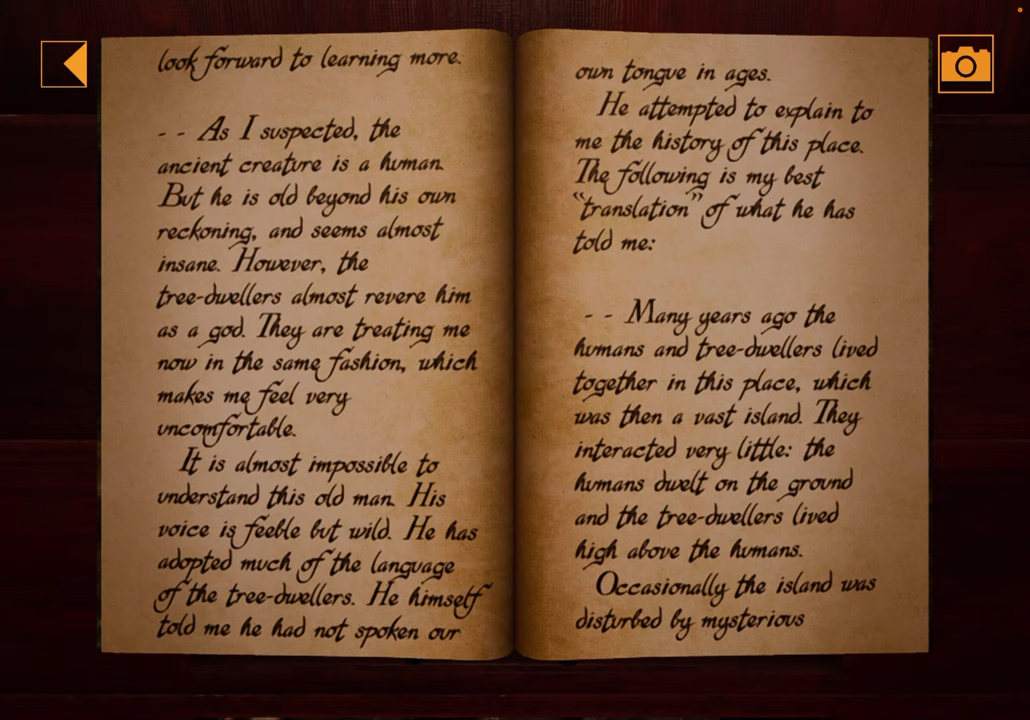 look forward to learning more.
- - As I suspected, the
ancient creature is a human.
But he is old beyond his own
reckoning, and seems almost
insane. However, the
tree-dwellers almost revere him
as a god. They are treating me
now in the same fashion, which
makes me feel very
uncomfortable.
It is almost impossible to
understand this old man. His
voice is feeble but wild. He has
adopted much of the language
of the tree-dwellers. He himself
told me he had not spoken our
own tongue in ages.
He attempted to explain to
me the history of this place.
The following is my best
“translation” of what he has
told me:
- - Many years ago the
humans and tree-dwellers lived
together in this place, which
was then a vast island. They
interacted very little: the
humans dwelt on the ground
and the tree-dwellers lived
high above the humans.
Occasionally the island was
disturbed by mysterious